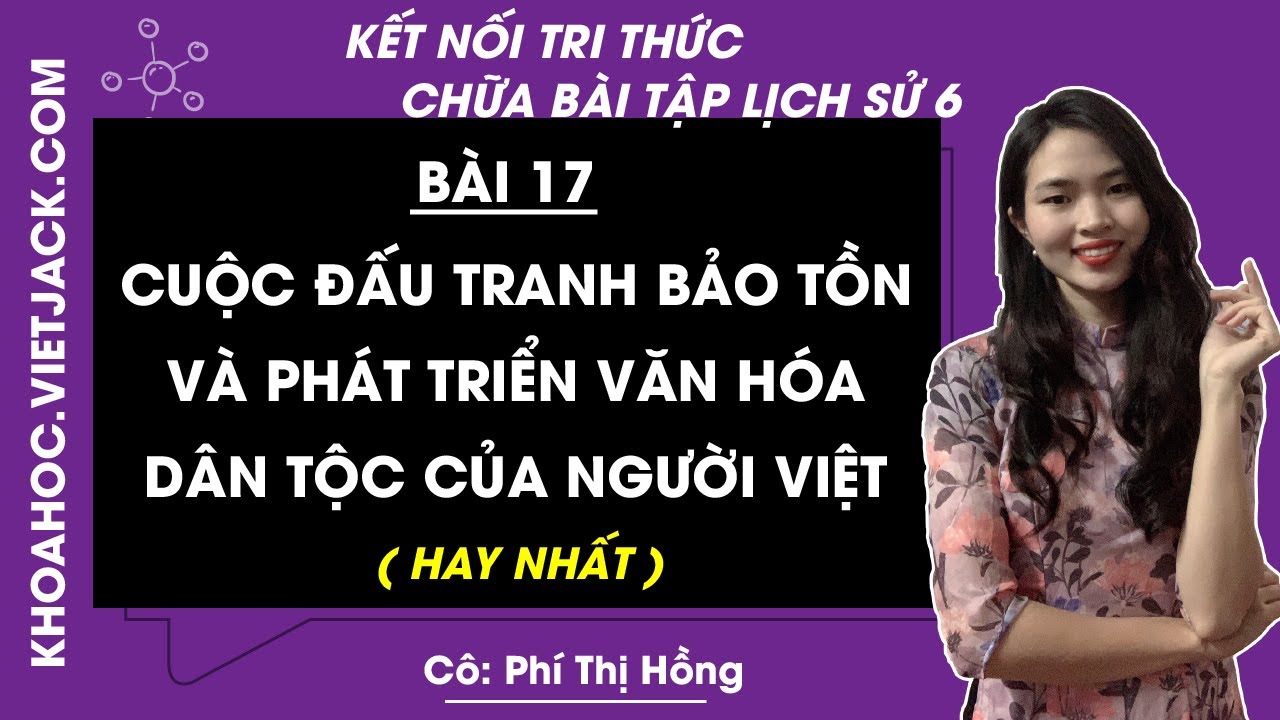 KẾT NỐI TRI THỨC
CHỮA BÀI TẬP LỊCH SỬ 6
KHOAHOC.VIETJACK.COM
BÀI 17
CUỘC ĐẤU TRANH BẢO TỒN
VÀ PHÁT TRIỂN VĂN HÓA
DÂN TỘC CỦA NGƯỜI VIỆT
( HAY NHẤT )
Cô: Phí Thị Hồng